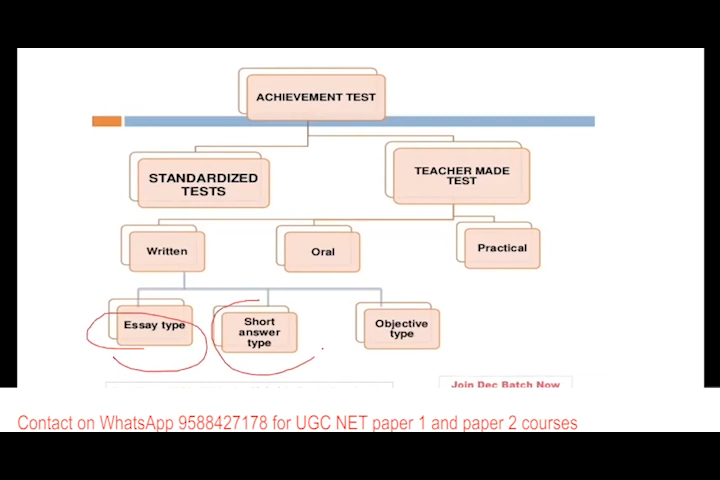 ACHIEVEMENT TEST
STANDARDIZED
TESTS
TEACHER MADE
TEST
Written
Oral
Practical
Essay type
Short
answer
type
Objective
type
Join Dec Batch Now
Contact on WhatsApp 9588427178 for UGC NET paper 1 and paper 2 courses